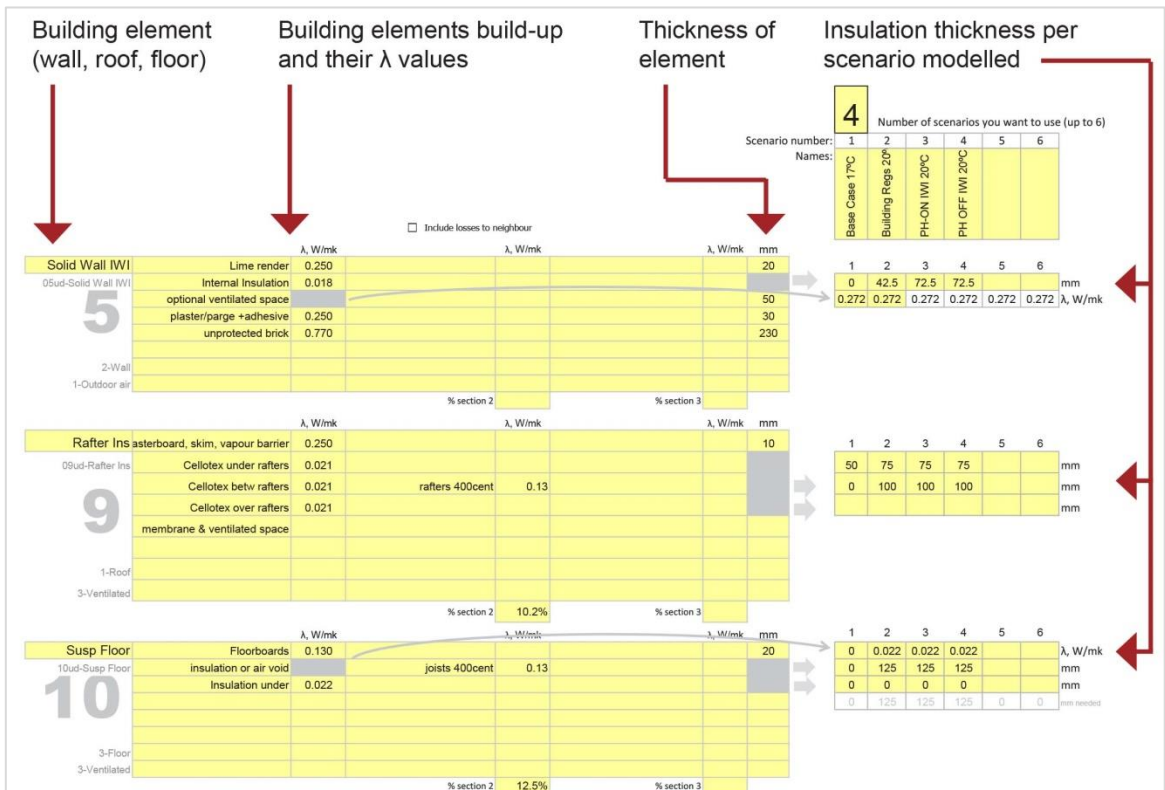 Building element
(wall, roof, floor)
Building elements build-up
and their λ values
Thickness of
element
Insulation thickness per
scenario modelled
4 Number of scenarios you want to use (up to 6)
Scenario number: 1 2 3 4 5 6
Names:
Base Case 17ºC
Building Regs 20º
PH-ON IWI 20ºC
PH OFF IWI 20ºC
Include losses to neighbour
λ, W/mk λ, W/mk λ, W/mk mm
Solid Wall IWI Lime render 0.250 20 1 2 3 4 5 6
05ud-Solid Wall IWI Internal Insulation 0.018 0 42.5 72.5 72.5 mm
5 optional ventilated space 50 0.272 0.272 0.272 0.272 0.272 0.272 λ, W/mk
plaster/parge +adhesive 0.250 30
unprotected brick 0.770 230
2-Wall
1-Outdoor air
% section 2 % section 3
λ, W/mk λ, W/mk λ, W/mk mm
Rafter Ins asterboard, skim, vapour barrier 0.250 10 1 2 3 4 5 6
09ud-Rafter Ins Cellotex under rafters 0.021 50 75 75 75 mm
9 Cellotex betw rafters 0.021 rafters 400cent 0.13 0 100 100 100 mm
Cellotex over rafters 0.021 mm
membrane & ventilated space
1-Roof
3-Ventilated
% section 2 10.2% % section 3
λ, W/mk λ, W/mk λ, W/mk mm 1 2 3 4 5 6
Susp Floor Floorboards 0.130 20 0 0.022 0.022 0.022 λ, W/mk
10ud-Susp Floor insulation or air void joists 400cent 0.13 0 125 125 125 mm
10 Insulation under 0.022 0 0 0 0 mm
0 125 125 125 0 0 mm needed
3-Floor
3-Ventilated
% section 2 12.5% % section 3